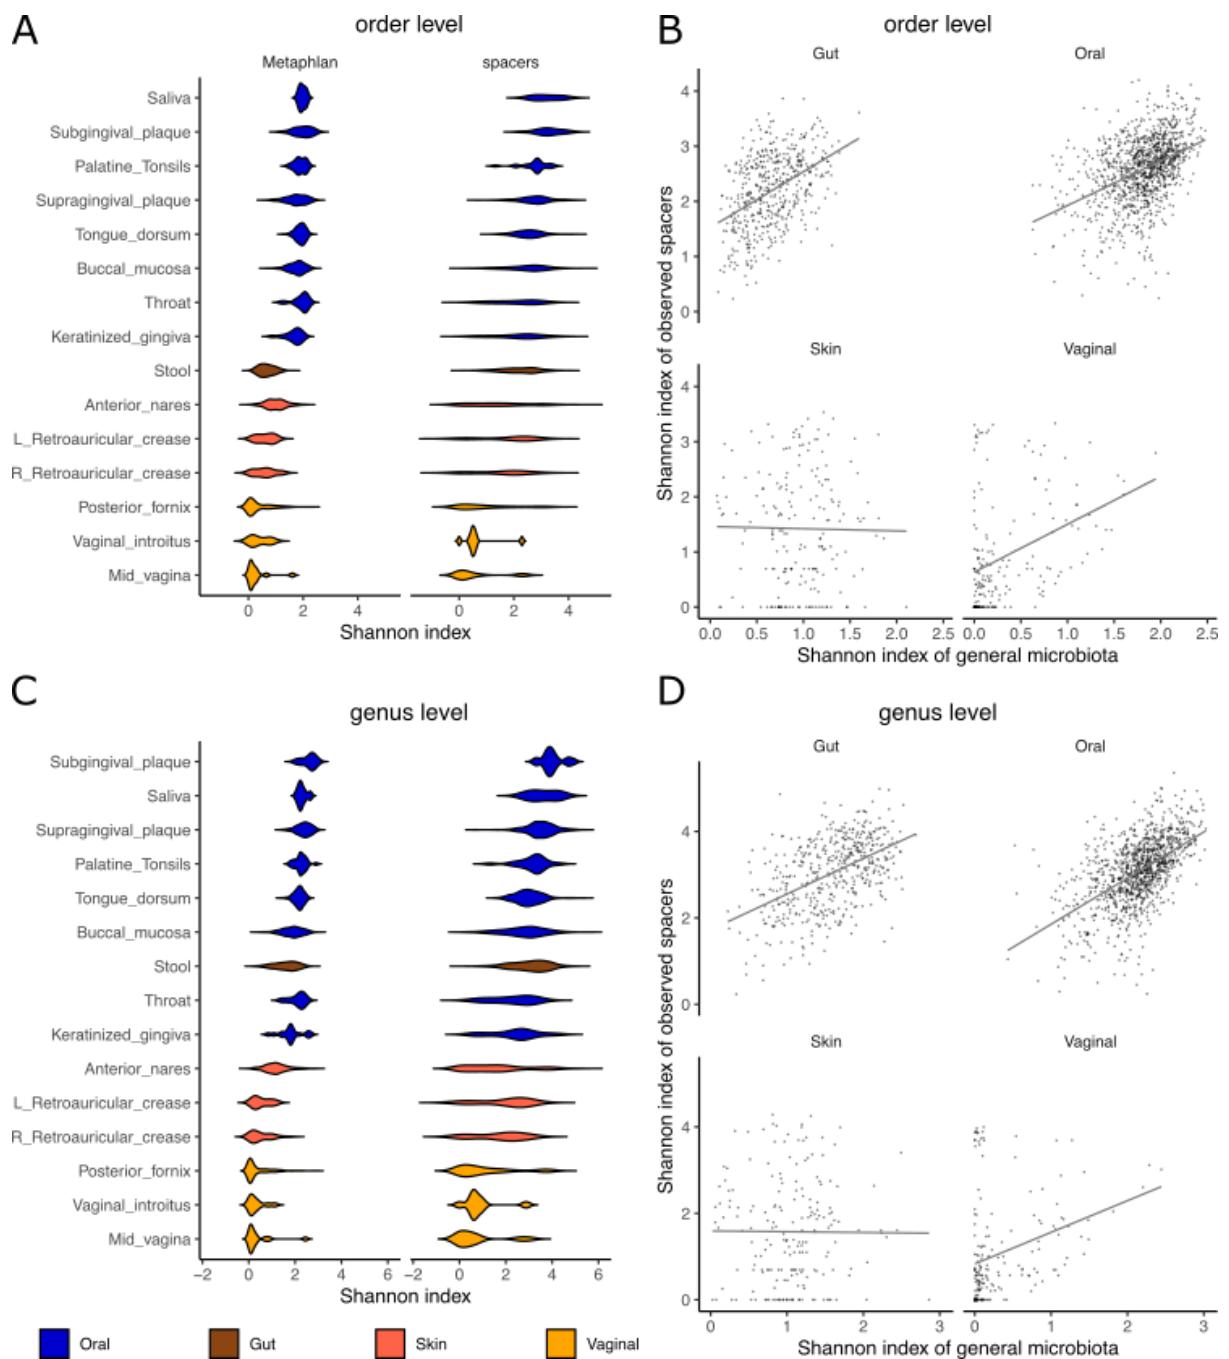 A
order level
Metaphlan
spacers
Saliva
Subgingival_plaque
Palatine_Tonsils
Supragingival_plaque
Tongue_dorsum
Buccal_mucosa
Throat
Keratinized_gingiva
Stool
Anterior_nares
L_Retroauricular_crease
R_Retroauricular_crease
Posterior_fornix
Vaginal_introitus
Mid_vagina
0 2 4 0 2 4
Shannon index
B
order level
Gut Oral
4
3
2
1
0
Skin Vaginal
4
3
2
1
0
Shannon index of observed spacers
0.0 0.5 1.0 1.5 2.0 2.5 0.0 0.5 1.0 1.5 2.0 2.5
Shannon index of general microbiota
C
genus level
Subgingival_plaque
Saliva
Supragingival_plaque
Palatine_Tonsils
Tongue_dorsum
Buccal_mucosa
Stool
Throat
Keratinized_gingiva
Anterior_nares
L_Retroauricular_crease
R_Retroauricular_crease
Posterior_fornix
Vaginal_introitus
Mid_vagina
−2 0 2 4 6 −2 0 2 4 6
Shannon index
D
genus level
Gut Oral
4
2
0
Skin Vaginal
4
2
0
Shannon index of observed spacers
0 1 2 3 0 1 2 3
Shannon index of general microbiota
Oral Gut Skin Vaginal